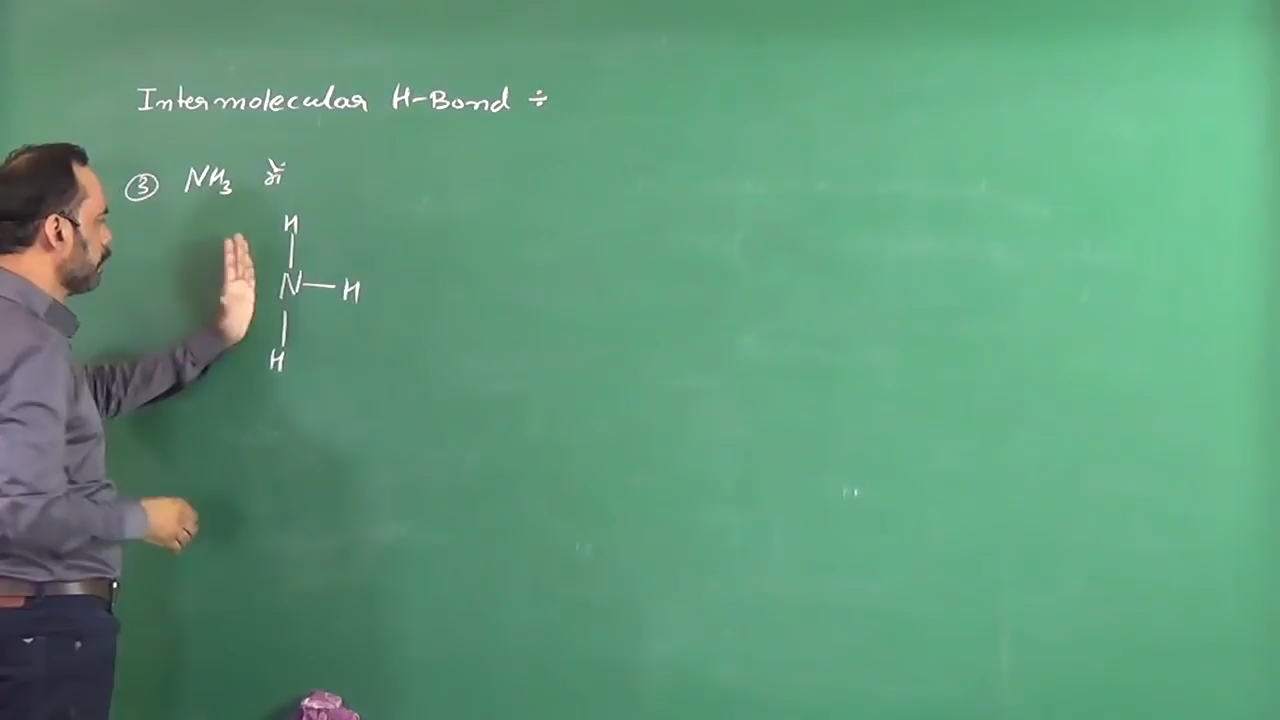 Intermolecular H-Bond ÷
③ NH₃ में
H
N—H
H